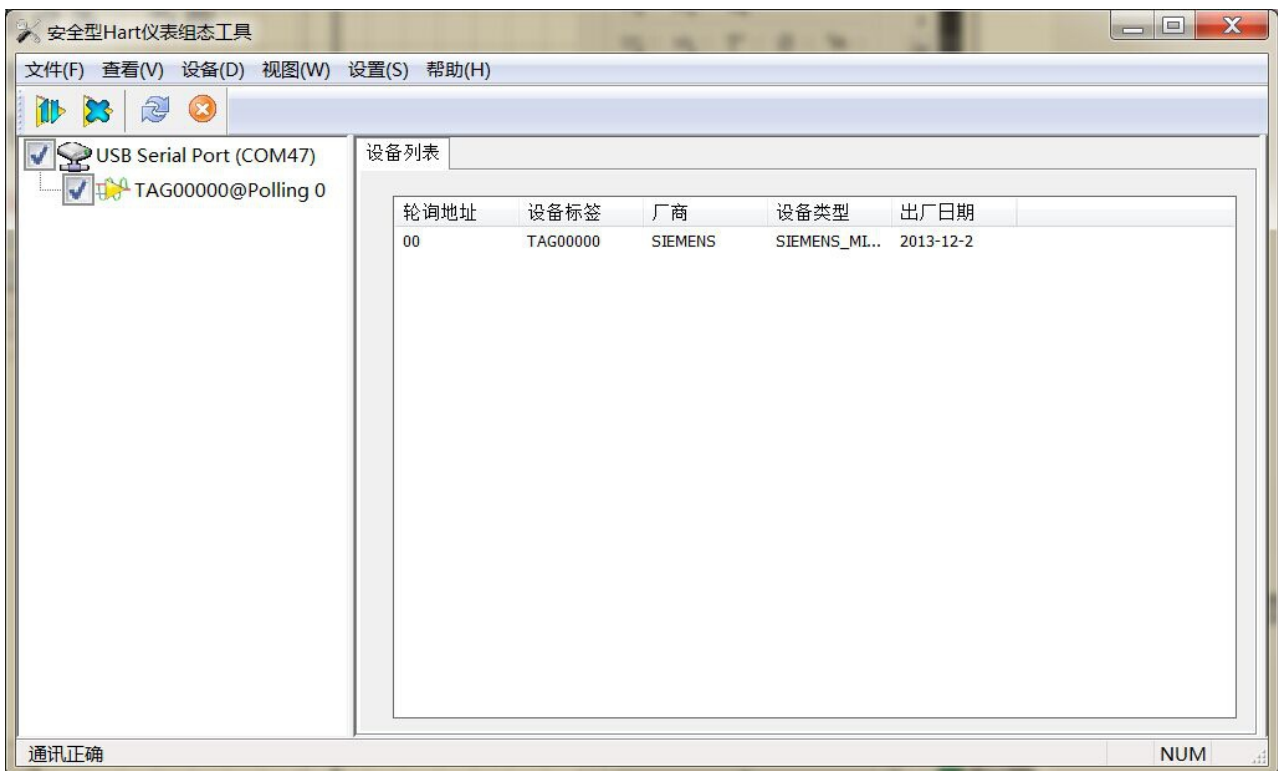 安全型Hart仪表组态工具
文件(F) 查看(V) 设备(D) 视图(W) 设置(S) 帮助(H)
USB Serial Port (COM47)
TAG00000@Polling 0
设备列表
轮询地址 设备标签 厂商 设备类型 出厂日期
00 TAG00000 SIEMENS SIEMENS_MI... 2013-12-2
通讯正确 NUM